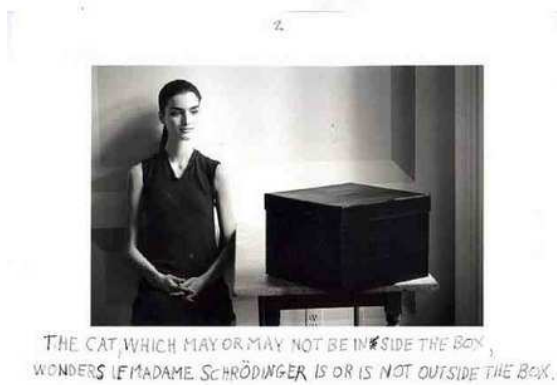 2
THE CAT, WHICH MAY OR MAY NOT BE INSIDE THE BOX,
WONDERS IF MADAME SCHRÖDINGER IS OR IS NOT OUTSIDE THE BOX.